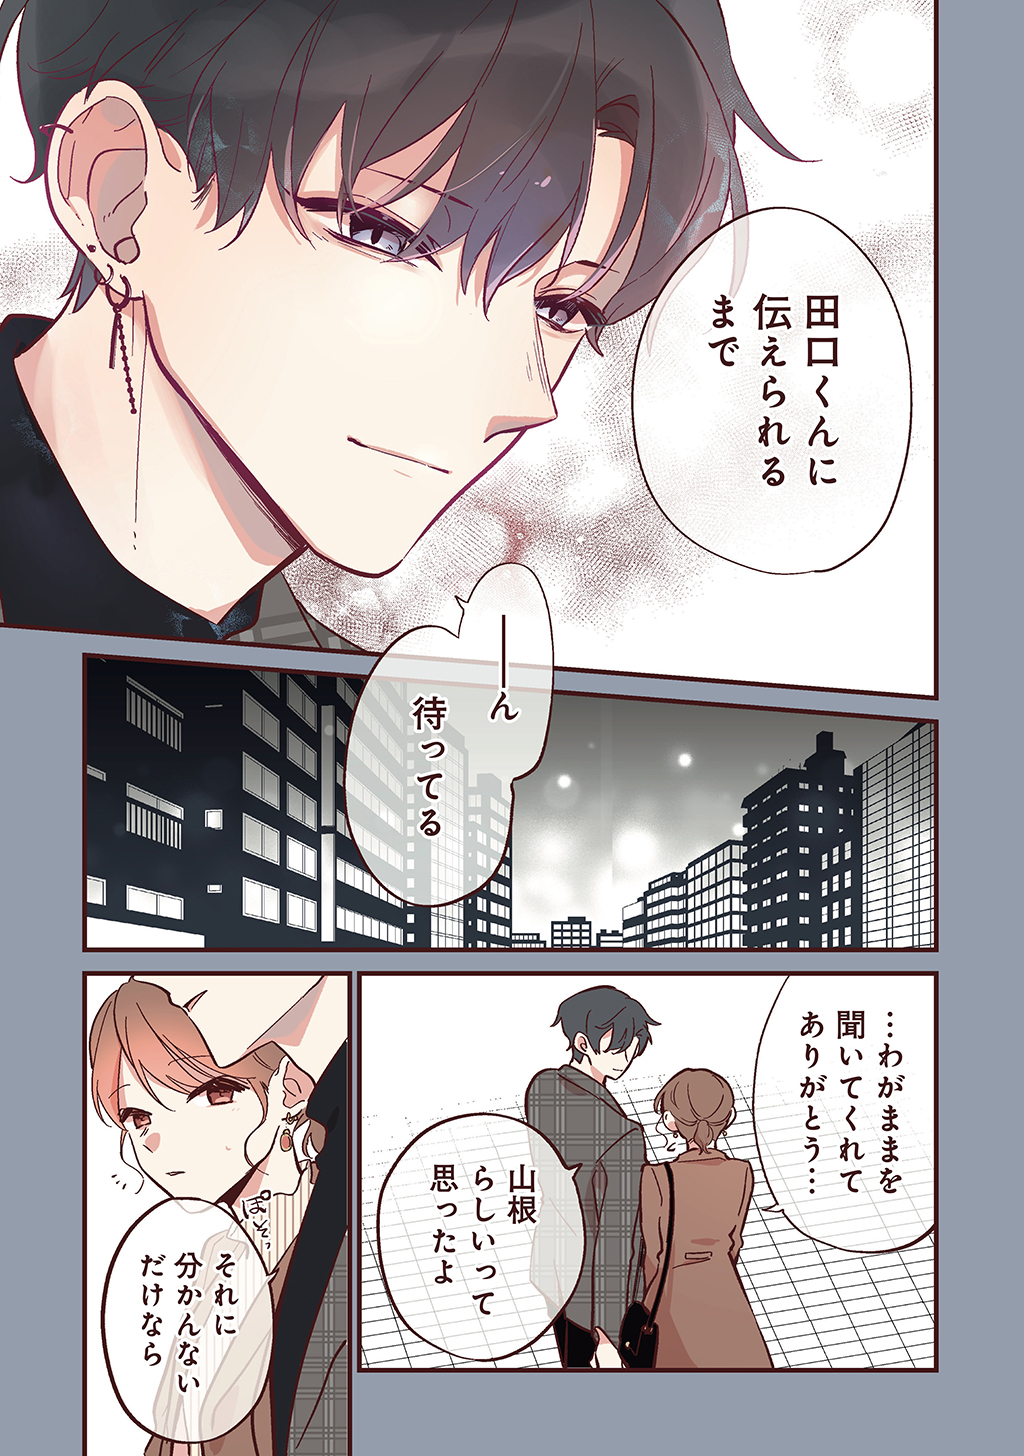 田口くんに
伝えられる
まで
――ん
待ってる
…わがままを
聞いてくれて
ありがとう…
山根
らしいって
思ったよ
ぽそっ
それに
分かんない
だけなら